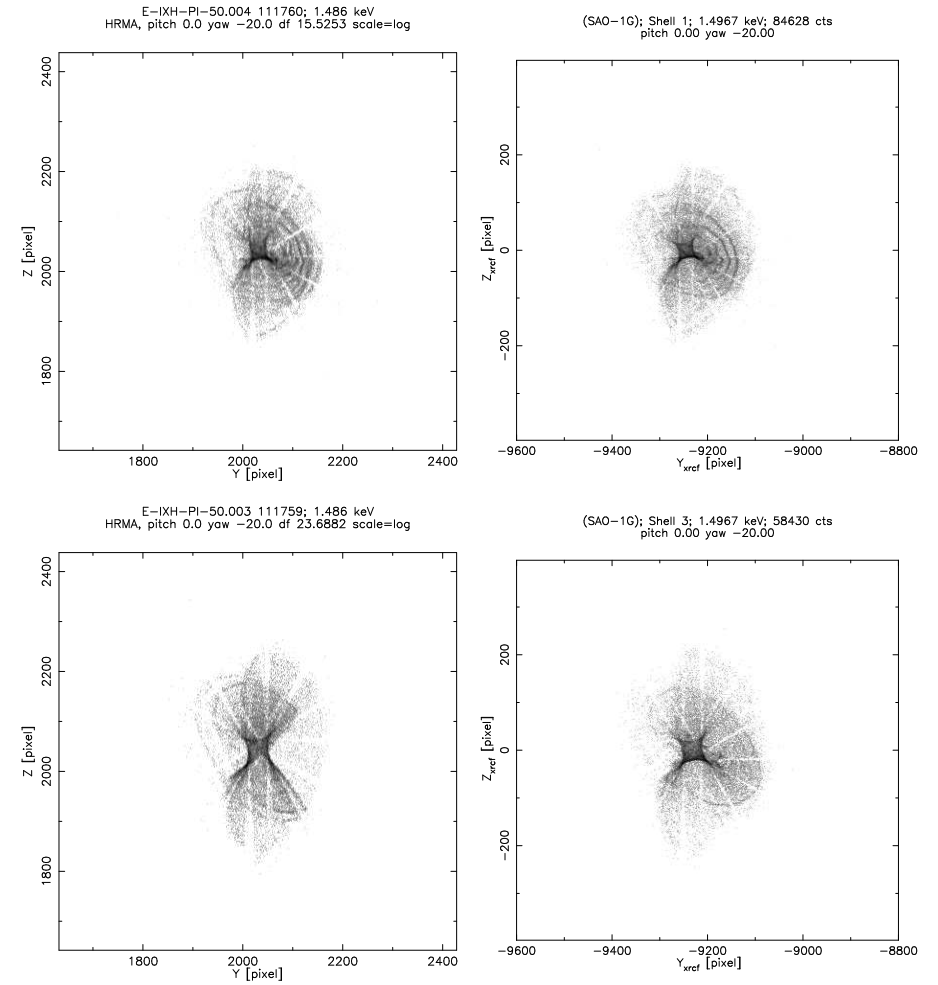 E-IXH-PI-50.004 111760; 1.486 keV
HRMA, pitch 0.0 yaw -20.0 df 15.5253 scale=log
2400
2200
2000
1800
Z [pixel]
1800 2000 2200 2400
Y [pixel]
(SAO-1G); Shell 1; 1.4967 keV; 84628 cts
pitch 0.00 yaw -20.00
200
0
-200
Zxrcf [pixel]
-9600 -9400 -9200 -9000 -8800
Yxrcf [pixel]
E-IXH-PI-50.003 111759; 1.486 keV
HRMA, pitch 0.0 yaw -20.0 df 23.6882 scale=log
2400
2200
2000
1800
Z [pixel]
1800 2000 2200 2400
Y [pixel]
(SAO-1G); Shell 3; 1.4967 keV; 58430 cts
pitch 0.00 yaw -20.00
200
0
-200
Zxrcf [pixel]
-9600 -9400 -9200 -9000 -8800
Yxrcf [pixel]